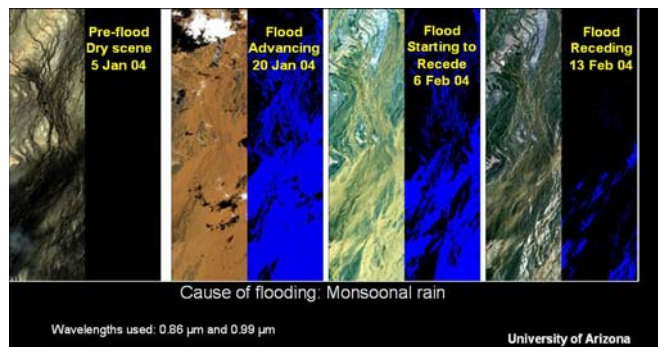 Pre-flood
Dry scene
5 Jan 04
Flood
Advancing
20 Jan 04
Flood
Starting to
Recede
6 Feb 04
Flood
Receding
13 Feb 04
Cause of flooding: Monsoonal rain
Wavelengths used: 0.86 µm and 0.99 µm
University of Arizona